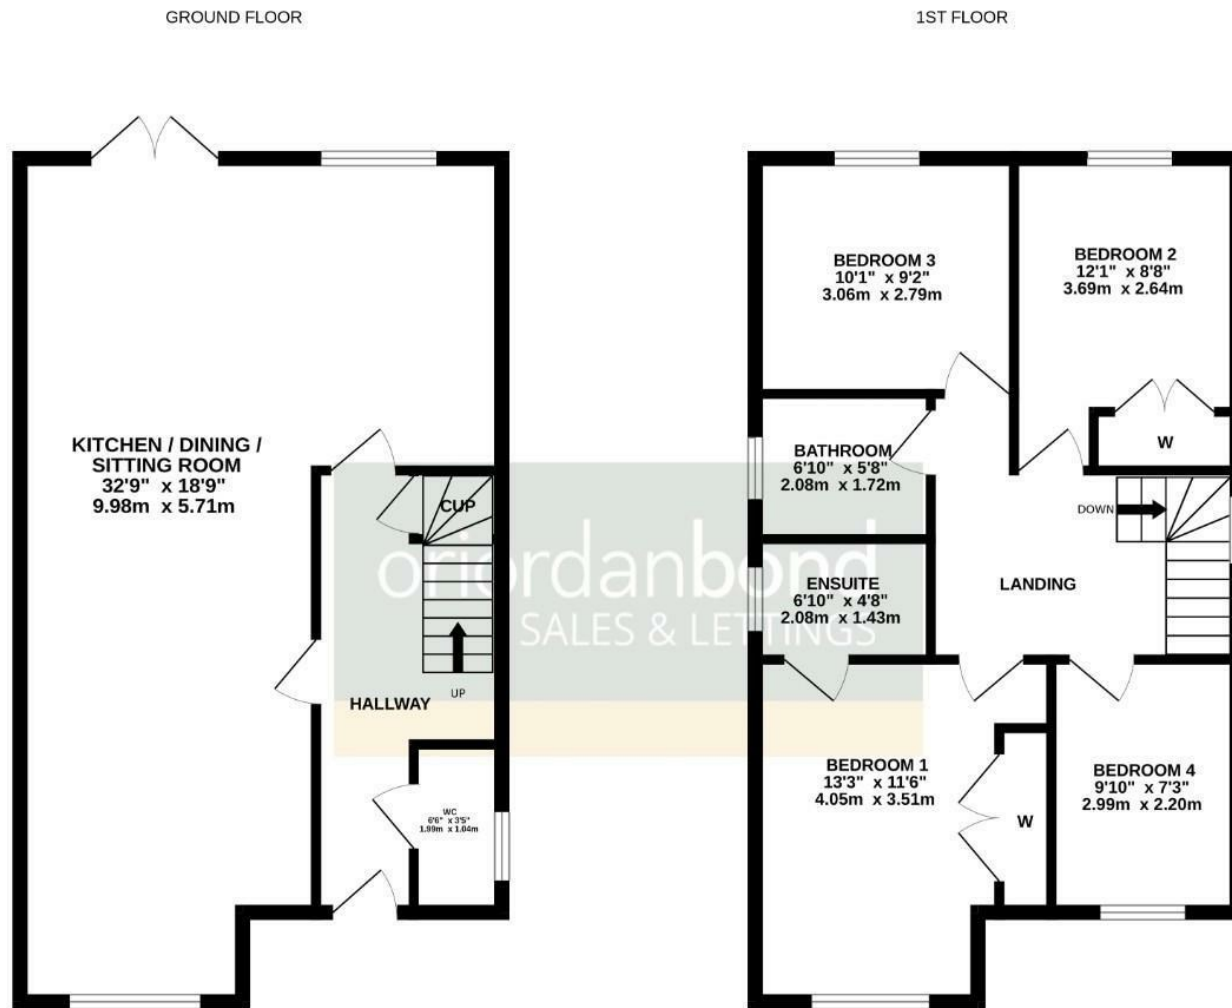 GROUND FLOOR
1ST FLOOR
KITCHEN / DINING /
SITTING ROOM
32'9" x 18'9"
9.98m x 5.71m
CUP
UP
HALLWAY
WC
6'6" x 3'5"
1.99m x 1.04m
BEDROOM 3
10'1" x 9'2"
3.06m x 2.79m
BEDROOM 2
12'1" x 8'8"
3.69m x 2.64m
W
BATHROOM
6'10" x 5'8"
2.08m x 1.72m
DOWN
ENSUITE
6'10" x 4'8"
2.08m x 1.43m
LANDING
BEDROOM 1
13'3" x 11'6"
4.05m x 3.51m
W
BEDROOM 4
9'10" x 7'3"
2.99m x 2.20m
oriordanbond
SALES & LETTINGS